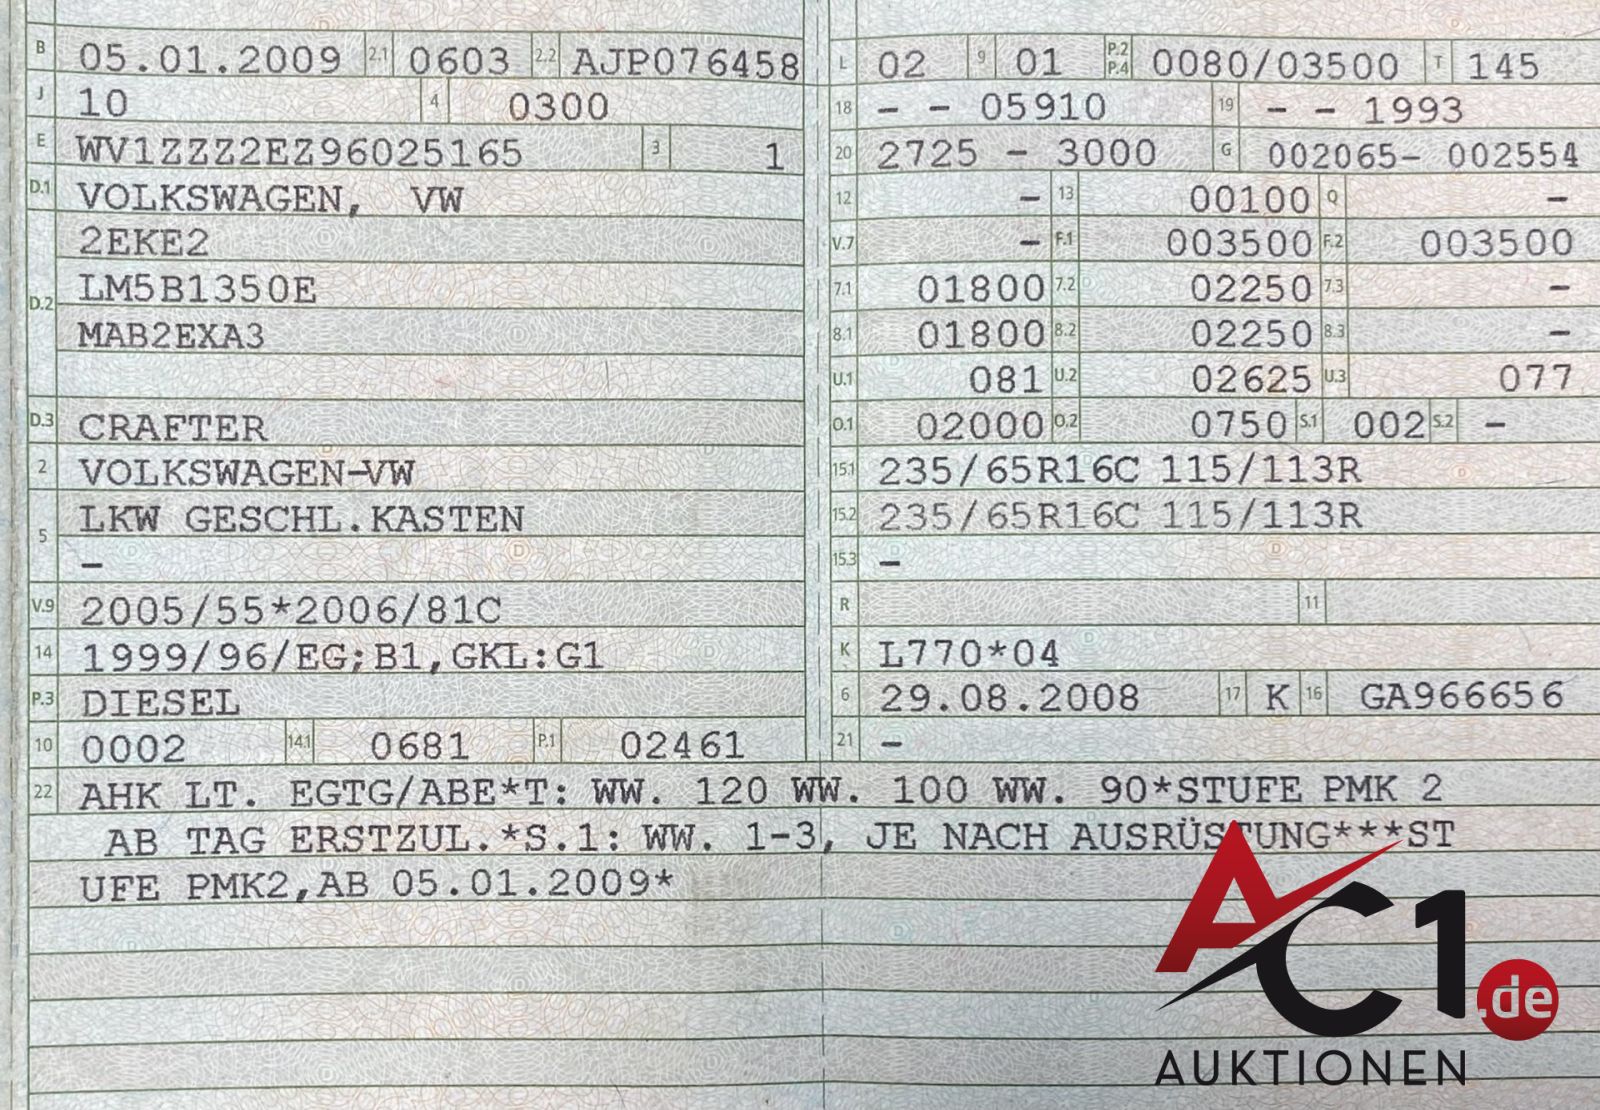 B 05.01.2009 2.1 0603 2.2 AJP076458
J 10 4 0300
E WV1ZZZ2EZ96025165 3 1
D.1 VOLKSWAGEN, VW
2EKE2
D.2 LM5B1350E
MAB2EXA3
D.3 CRAFTER
2 VOLKSWAGEN-VW
5 LKW GESCHL.KASTEN
–
V.9 2005/55*2006/81C
14 1999/96/EG;B1,GKL:G1
P.3 DIESEL
10 0002 14.1 0681 P.1 02461
L 02 9 01 P.2 P.4 0080/03500 T 145
18 – – 05910 19 – – 1993
20 2725 – 3000 G 002065– 002554
12 – 13 00100 Q –
V.7 – F.1 003500 F.2 003500
7.1 01800 7.2 02250 7.3 –
8.1 01800 8.2 02250 8.3 –
U.1 081 U.2 02625 U.3 077
O.1 02000 O.2 0750 S.1 002 S.2 –
15.1 235/65R16C 115/113R
15.2 235/65R16C 115/113R
15.3 –
R 11
K L770*04
6 29.08.2008 17 K 16 GA966656
21 –
22 AHK LT. EGTG/ABE*T: WW. 120 WW. 100 WW. 90*STUFE PMK 2
AB TAG ERSTZUL.*S.1: WW. 1-3, JE NACH AUSRÜSTUNG***ST
UFE PMK2,AB 05.01.2009*
AC1.de
AUKTIONEN